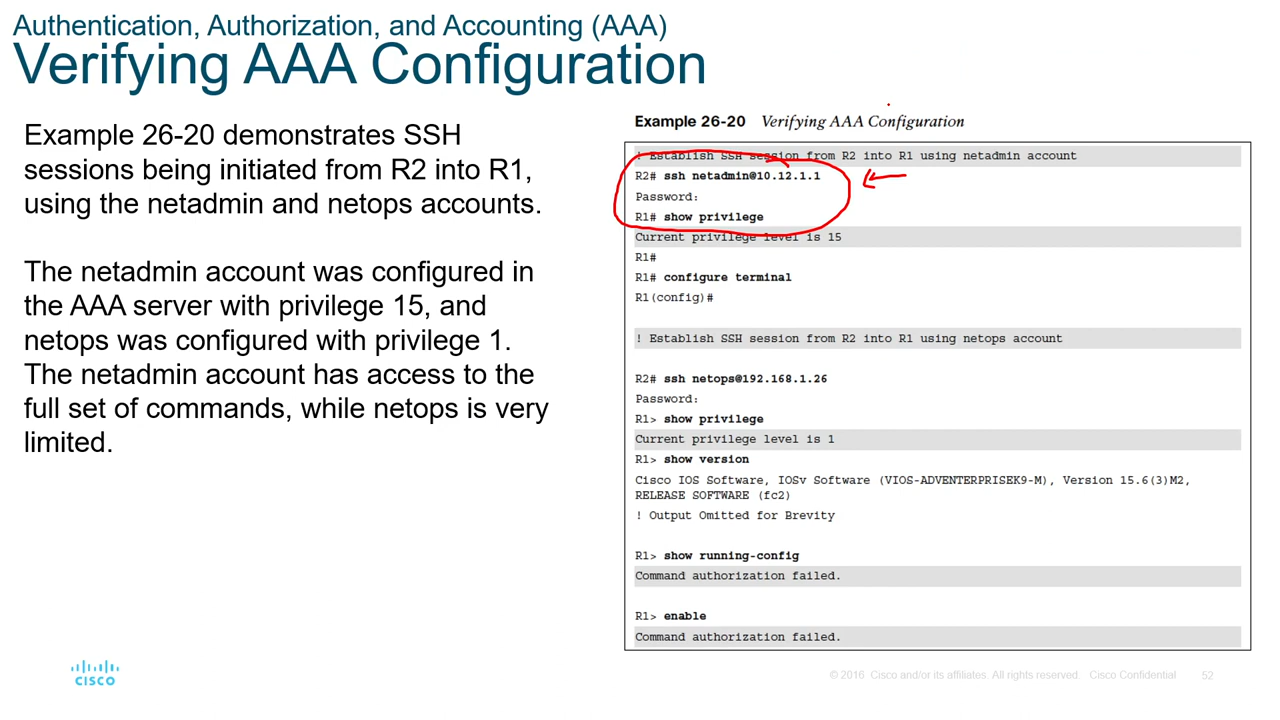 Authentication, Authorization, and Accounting (AAA)
Verifying AAA Configuration
Example 26-20 demonstrates SSH
sessions being initiated from R2 into R1,
using the netadmin and netops accounts.
The netadmin account was configured in
the AAA server with privilege 15, and
netops was configured with privilege 1.
The netadmin account has access to the
full set of commands, while netops is very
limited.
Example 26-20 Verifying AAA Configuration
! Establish SSH session from R2 into R1 using netadmin account
R2# ssh netadmin@10.12.1.1
Password:
R1# show privilege
Current privilege level is 15
R1#
R1# configure terminal
R1(config)#
! Establish SSH session from R2 into R1 using netops account
R2# ssh netops@192.168.1.26
Password:
R1> show privilege
Current privilege level is 1
R1> show version
Cisco IOS Software, IOSv Software (VIOS-ADVENTERPRISEK9-M), Version 15.6(3)M2,
RELEASE SOFTWARE (fc2)
! Output Omitted for Brevity
R1> show running-config
Command authorization failed.
R1> enable
Command authorization failed.
CISCO
© 2016 Cisco and/or its affiliates. All rights reserved. Cisco Confidential 52